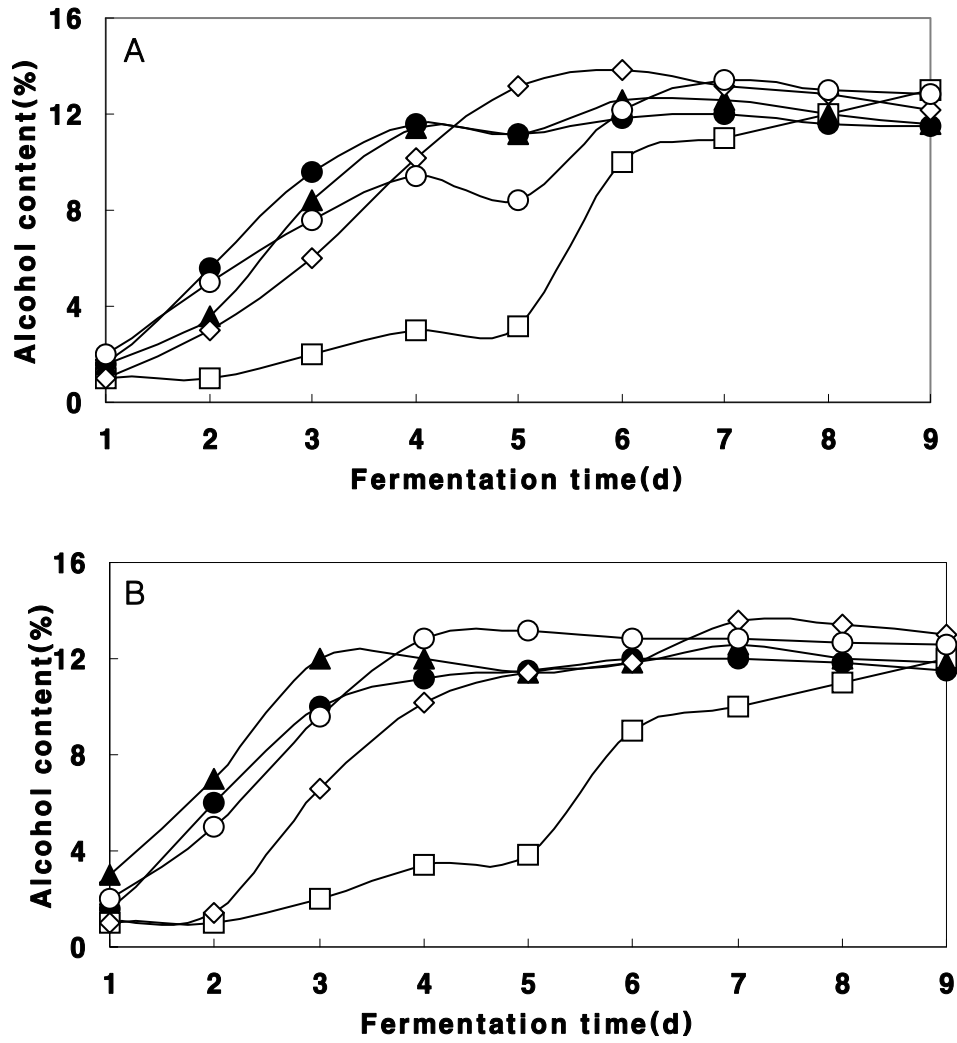 16
A
12
8
4
0
Alcohol content(%)
1 2 3 4 5 6 7 8 9
Fermentation time(d)
16
B
12
8
4
0
Alcohol content(%)
1 2 3 4 5 6 7 8 9
Fermentation time(d)